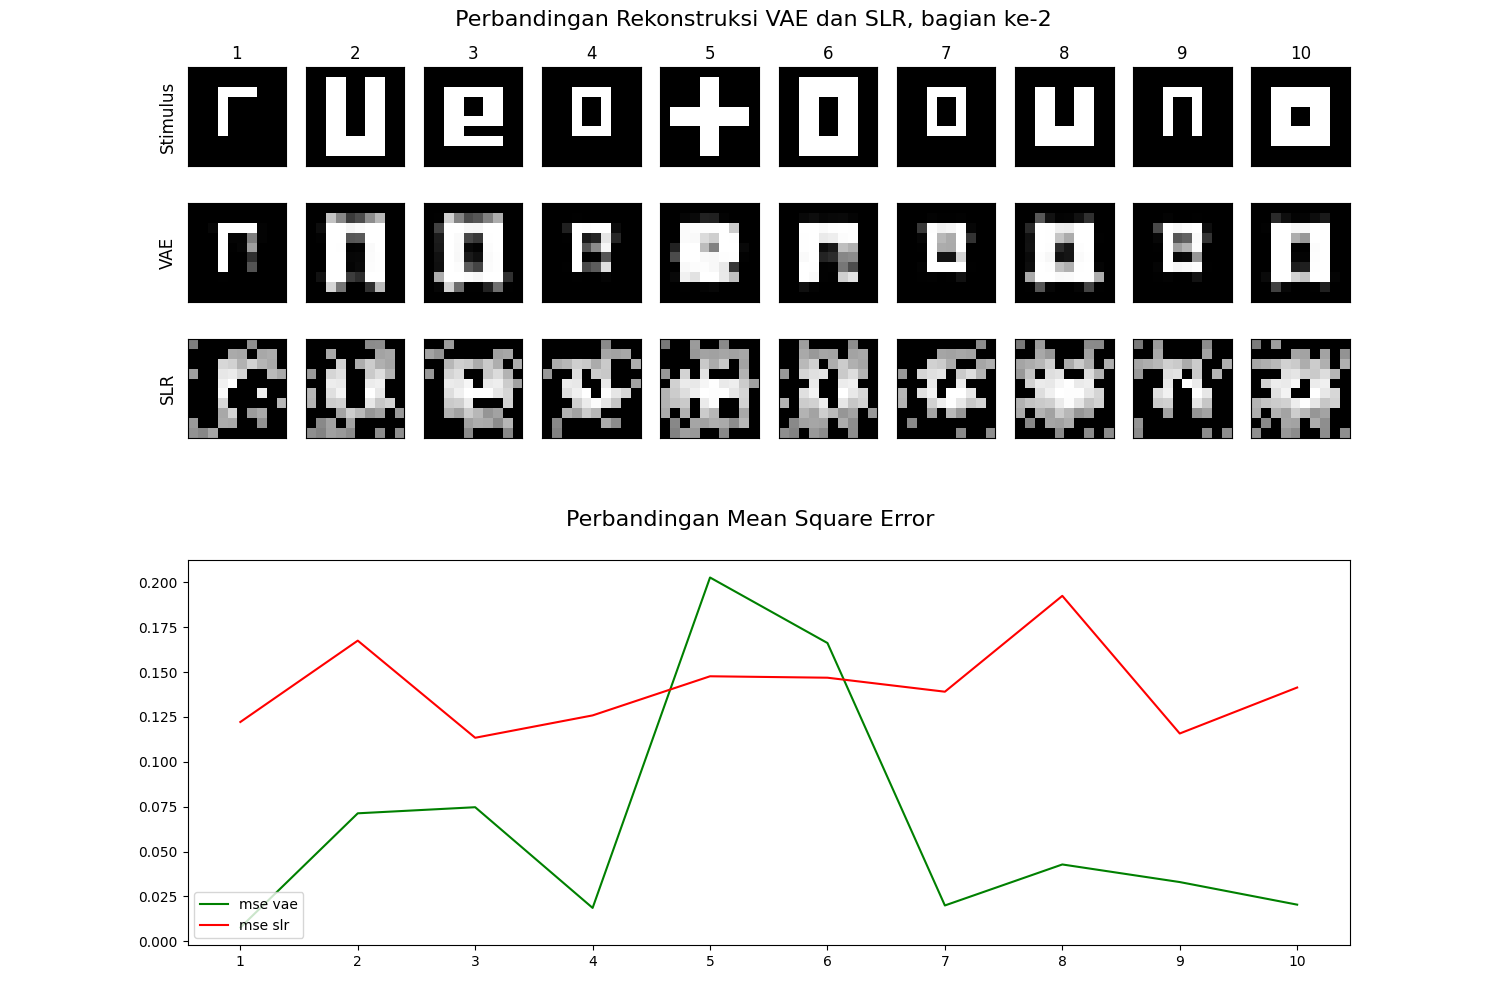 Perbandingan Rekonstruksi VAE dan SLR, bagian ke-2
1 2 3 4 5 6 7 8 9 10
Stimulus
VAE
SLR
Perbandingan Mean Square Error
0.200
0.175
0.150
0.125
0.100
0.075
0.050
0.025
0.000
mse vae
mse slr
1 2 3 4 5 6 7 8 9 10